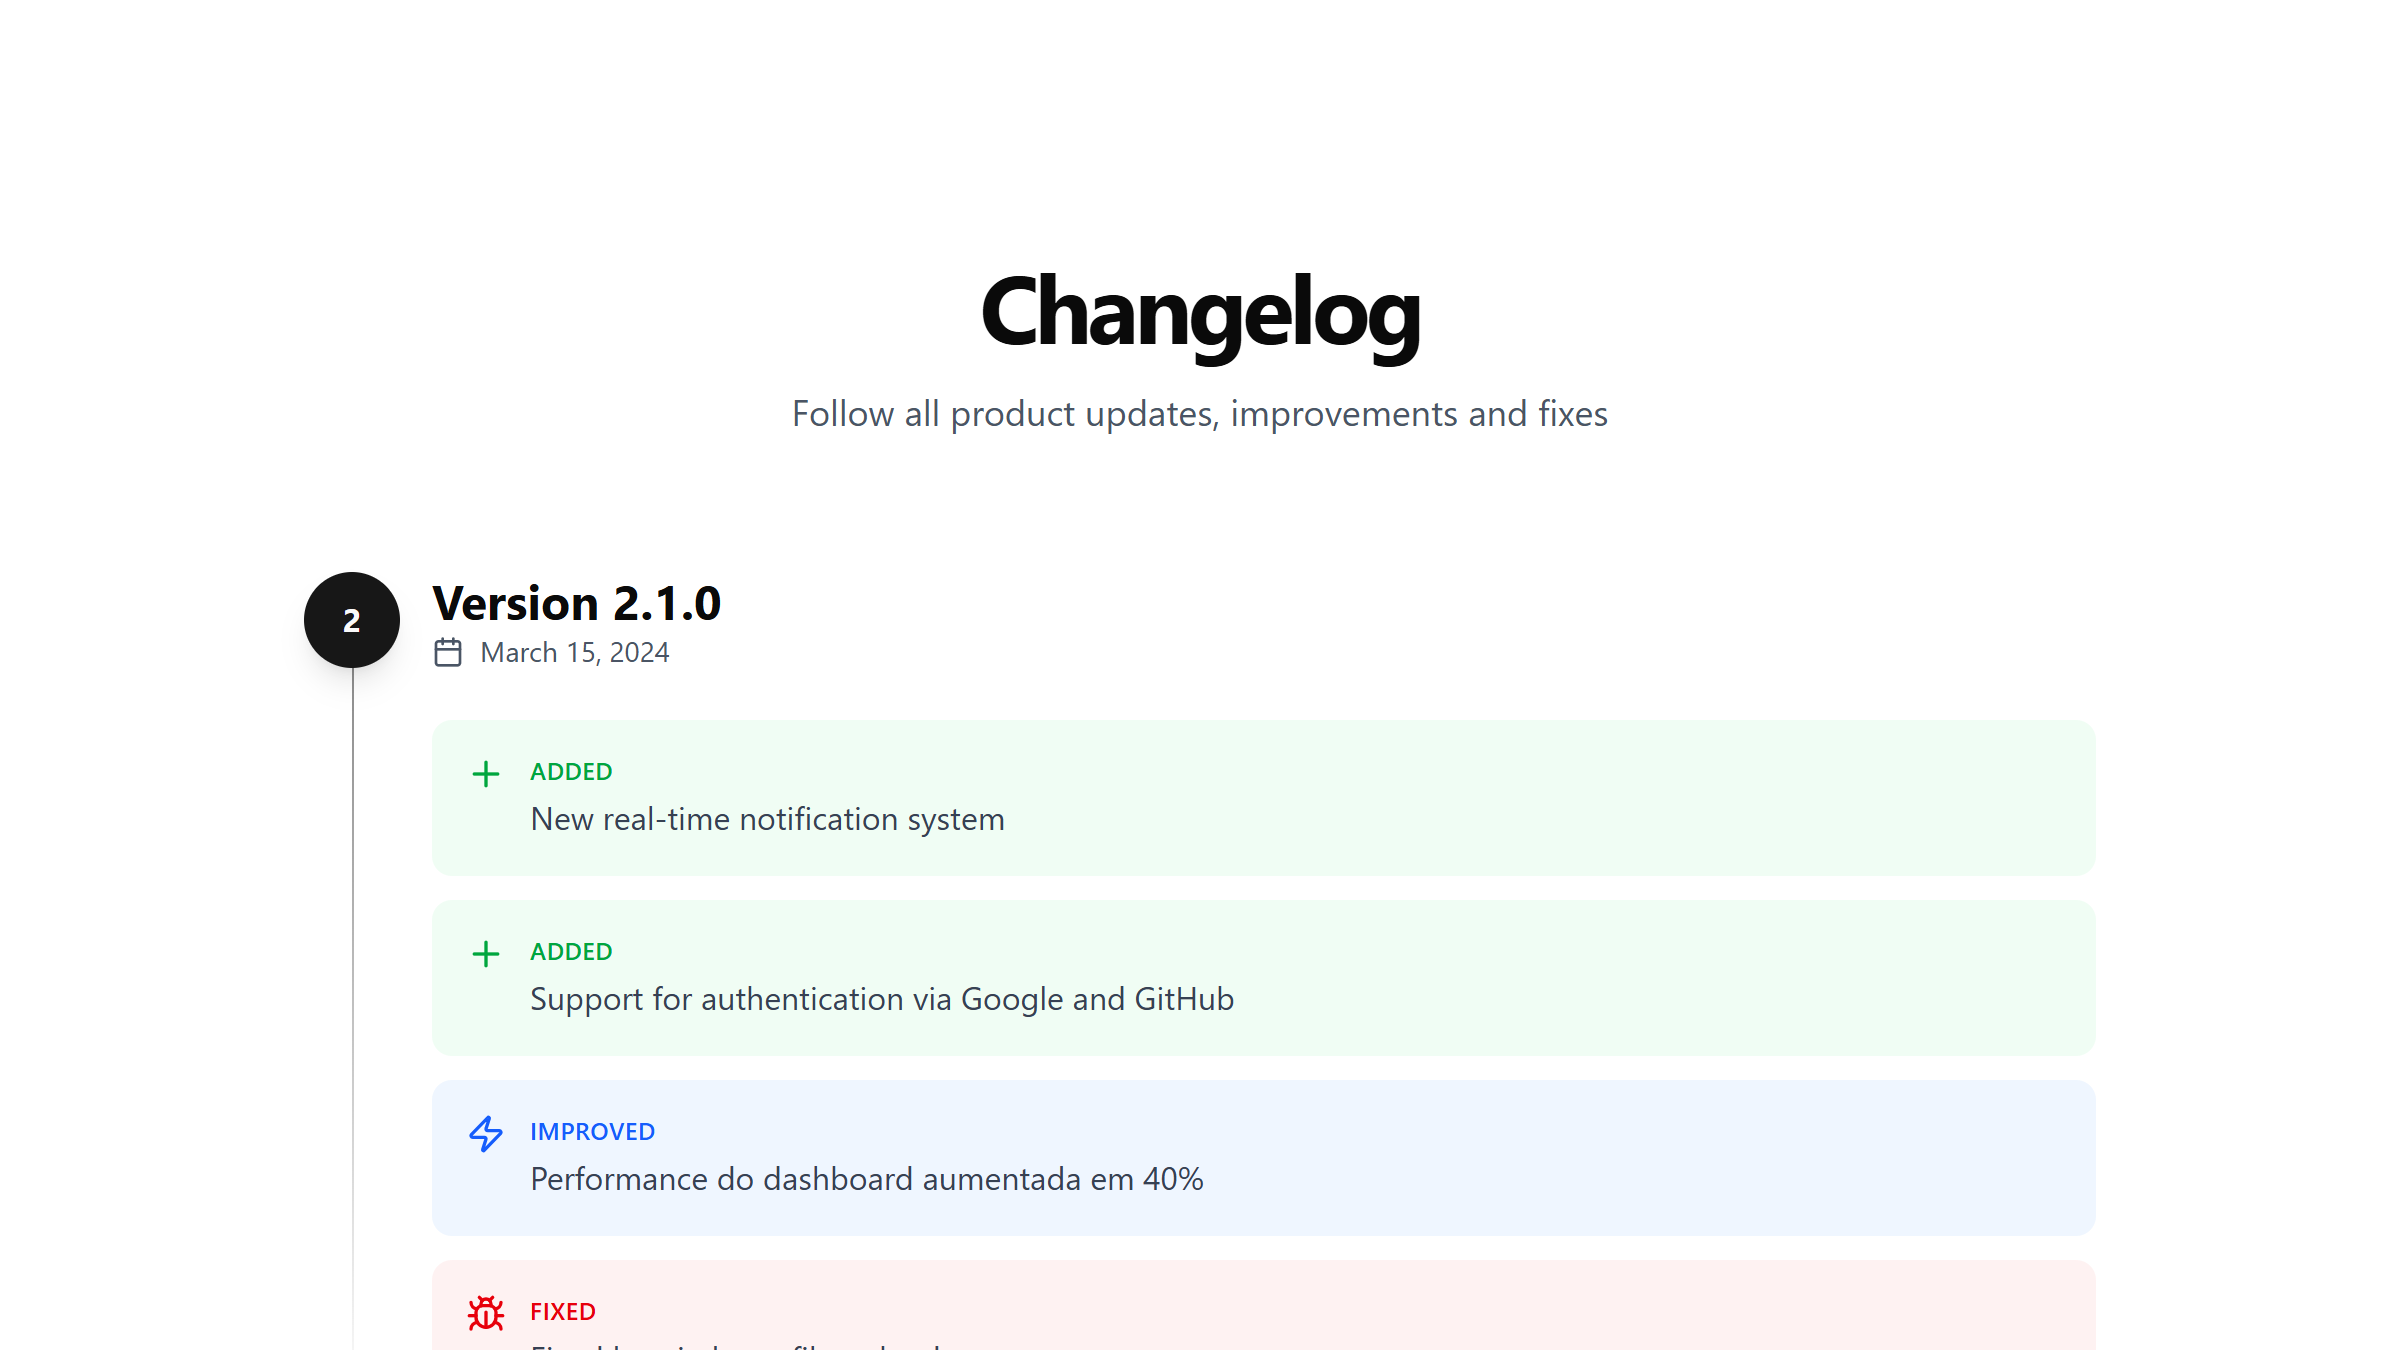 Changelog
Follow all product updates, improvements and fixes
2
Version 2.1.0
March 15, 2024
ADDED
New real-time notification system
ADDED
Support for authentication via Google and GitHub
IMPROVED
Performance do dashboard aumentada em 40%
FIXED